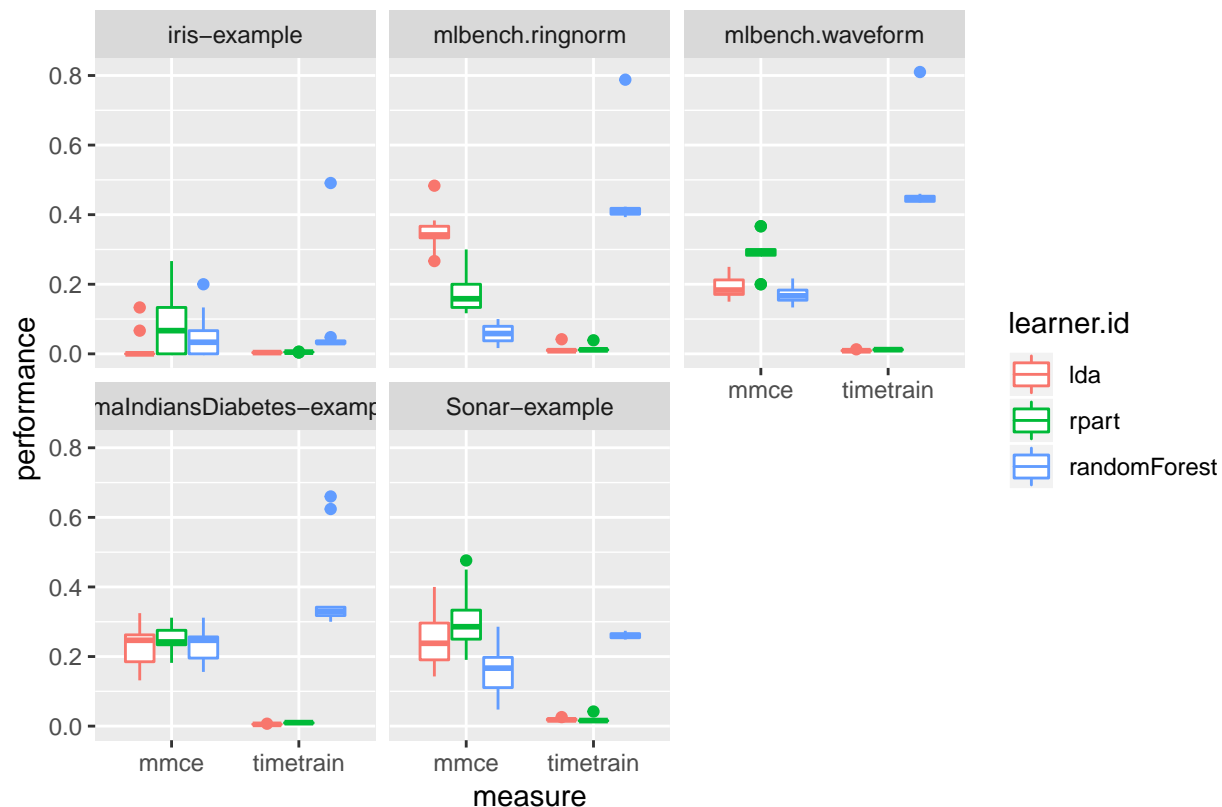 iris−example
mlbench.ringnorm
mlbench.waveform
0.8
0.6
0.4
0.2
0.0
mmce
timetrain
maIndiansDiabetes−examp
Sonar−example
0.8
0.6
0.4
0.2
0.0
mmce
timetrain
mmce
timetrain
measure
performance
learner.id
lda
rpart
randomForest